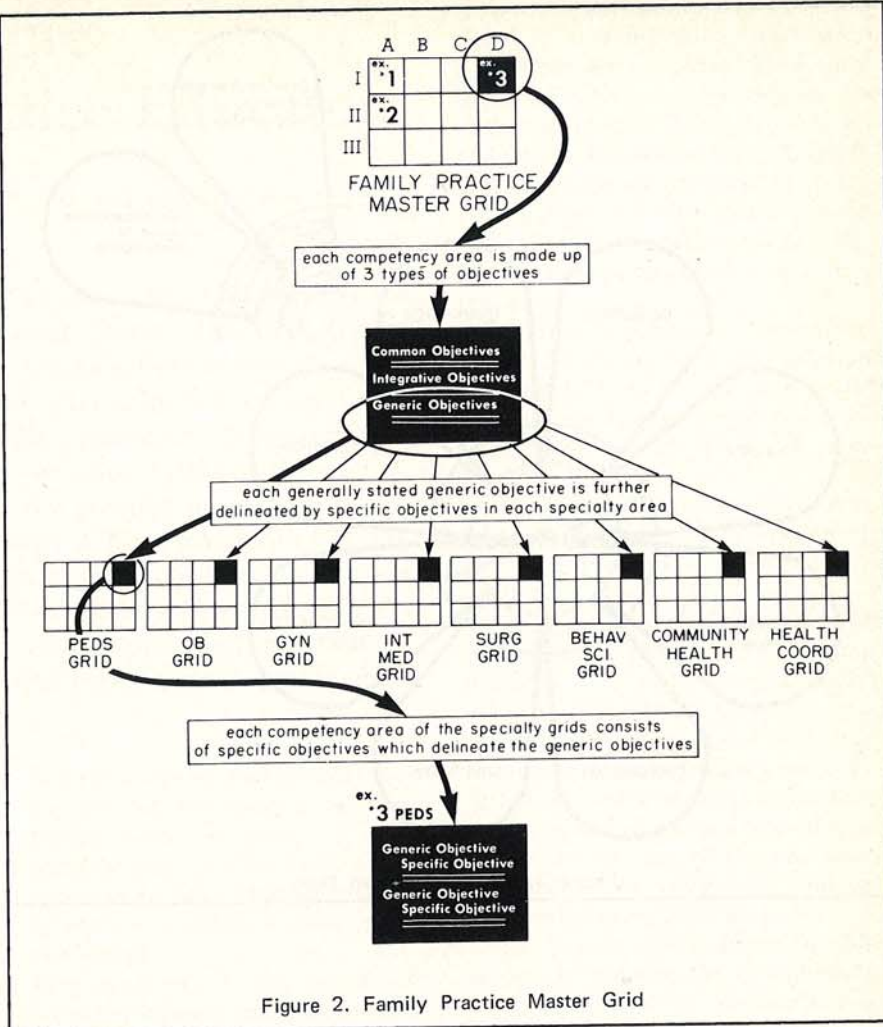 A B C D
I ex. *1 ex. *3
II ex. *2
III
FAMILY PRACTICE
MASTER GRID
each competency area is made up
of 3 types of objectives
Common Objectives
Integrative Objectives
Generic Objectives
each generally stated generic objective is further
delineated by specific objectives in each specialty area
PEDS
GRID
OB
GRID
GYN
GRID
INT
MED
GRID
SURG
GRID
BEHAV
SCI.
GRID
COMMUNITY
HEALTH
GRID
HEALTH
COORD
GRID
each competency area of the specialty grids consists
of specific objectives which delineate the generic objectives
ex.
*3 PEDS
Generic Objective
Specific Objective
Generic Objective
Specific Objective
Figure 2. Family Practice Master Grid